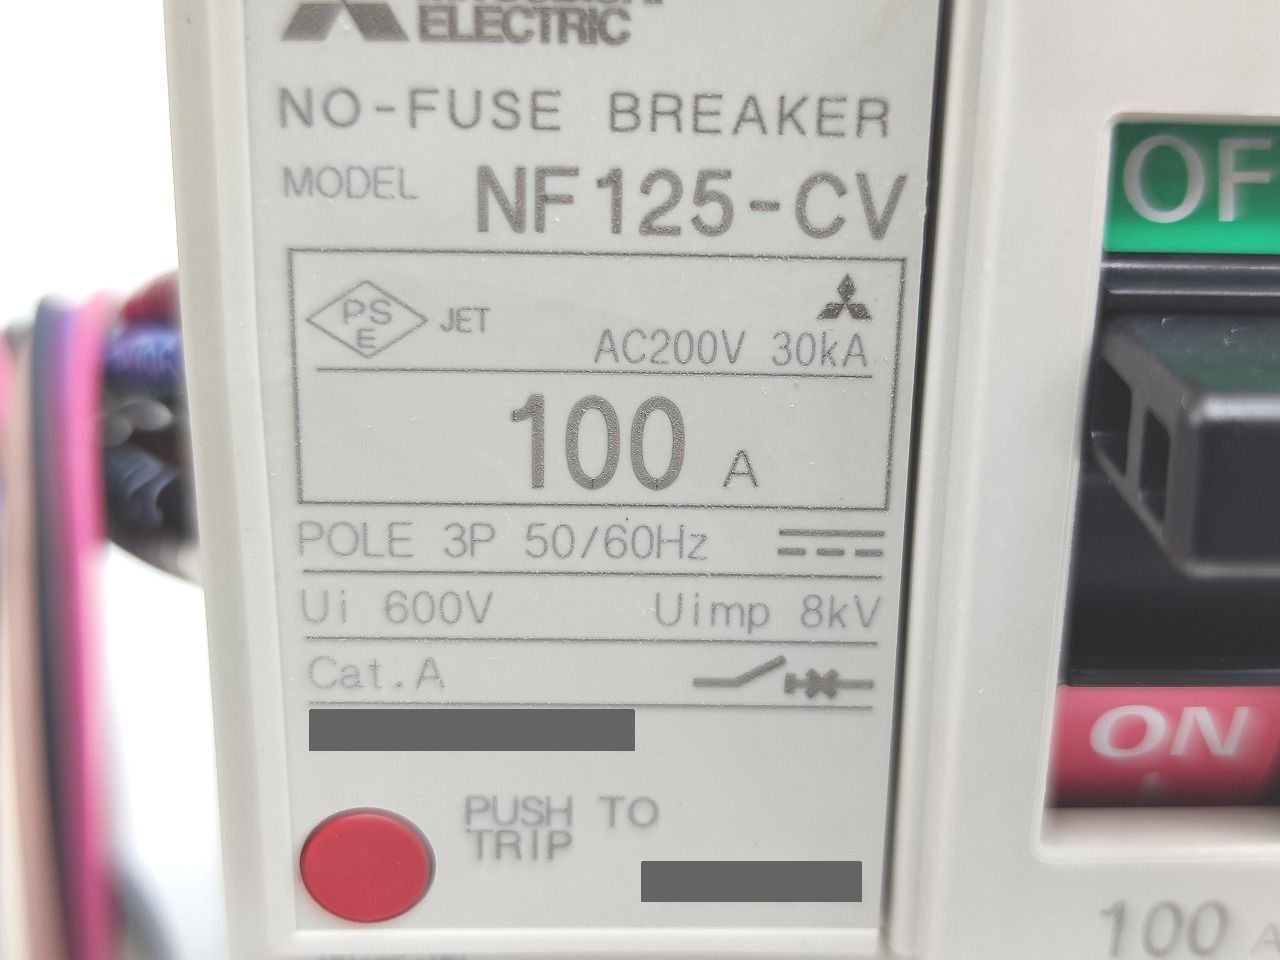 ELECTRIC
NO-FUSE BREAKER
MODEL NF125-CV
PSE JET AC200V 30kA
100 A
POLE 3P 50/60Hz
Ui 600V Uimp 8kV
Cat.A
PUSH TO
TRIP
OF
ON
100 A